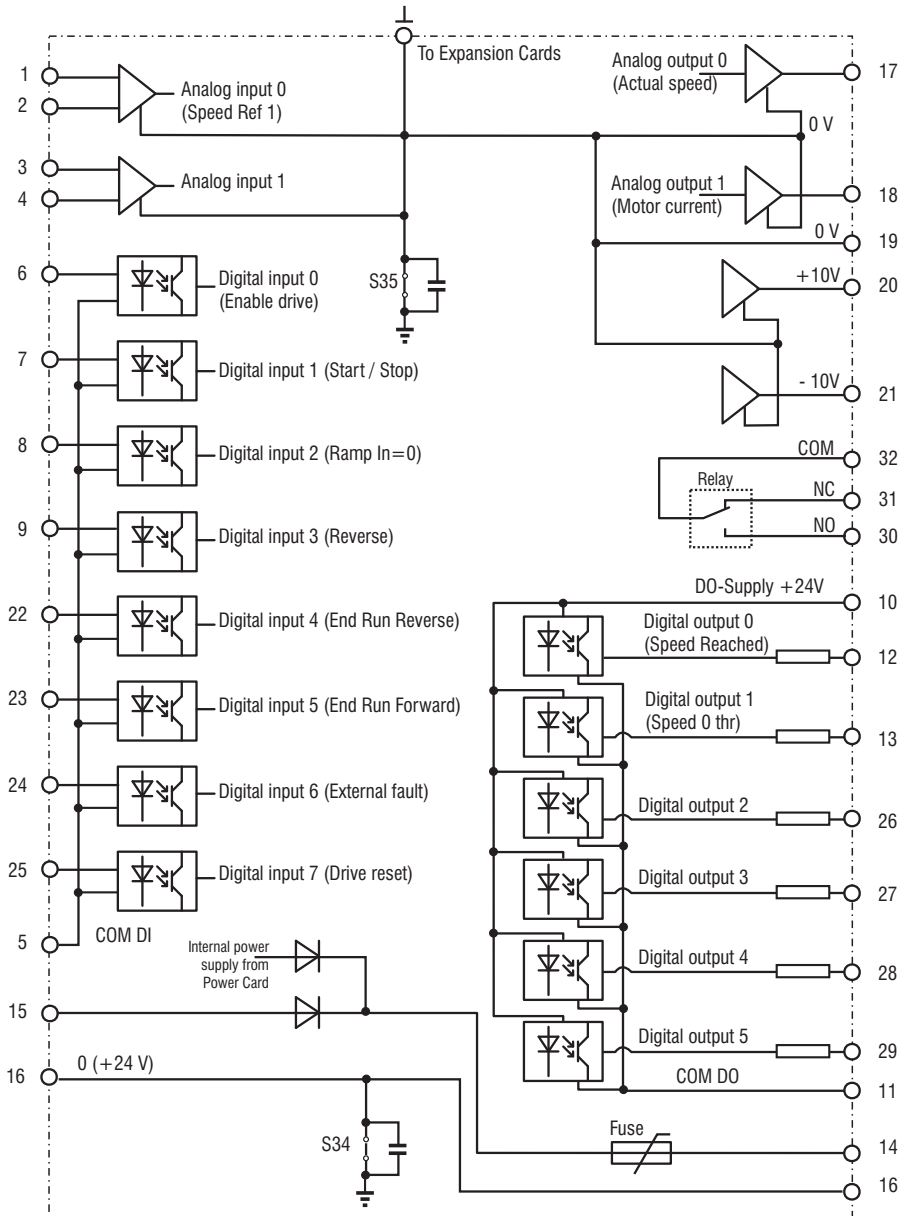 To Expansion Cards
1
2
Analog input 0
(Speed Ref 1)
3
4
Analog input 1
6
Digital input 0
(Enable drive)
7
Digital input 1 (Start / Stop)
8
Digital input 2 (Ramp In=0)
9
Digital input 3 (Reverse)
22
Digital input 4 (End Run Reverse)
23
Digital input 5 (End Run Forward)
24
Digital input 6 (External fault)
25
Digital input 7 (Drive reset)
5
COM DI
Internal power
supply from
Power Card
15
16
0 (+24 V)
S34
S35
Analog output 0
(Actual speed)
17
0 V
Analog output 1
(Motor current)
18
0 V
19
+10V
20
- 10V
21
COM
32
Relay
NC
31
NO
30
DO-Supply +24V
10
Digital output 0
(Speed Reached)
12
Digital output 1
(Speed 0 thr)
13
Digital output 2
26
Digital output 3
27
Digital output 4
28
Digital output 5
29
COM DO
11
Fuse
14
16